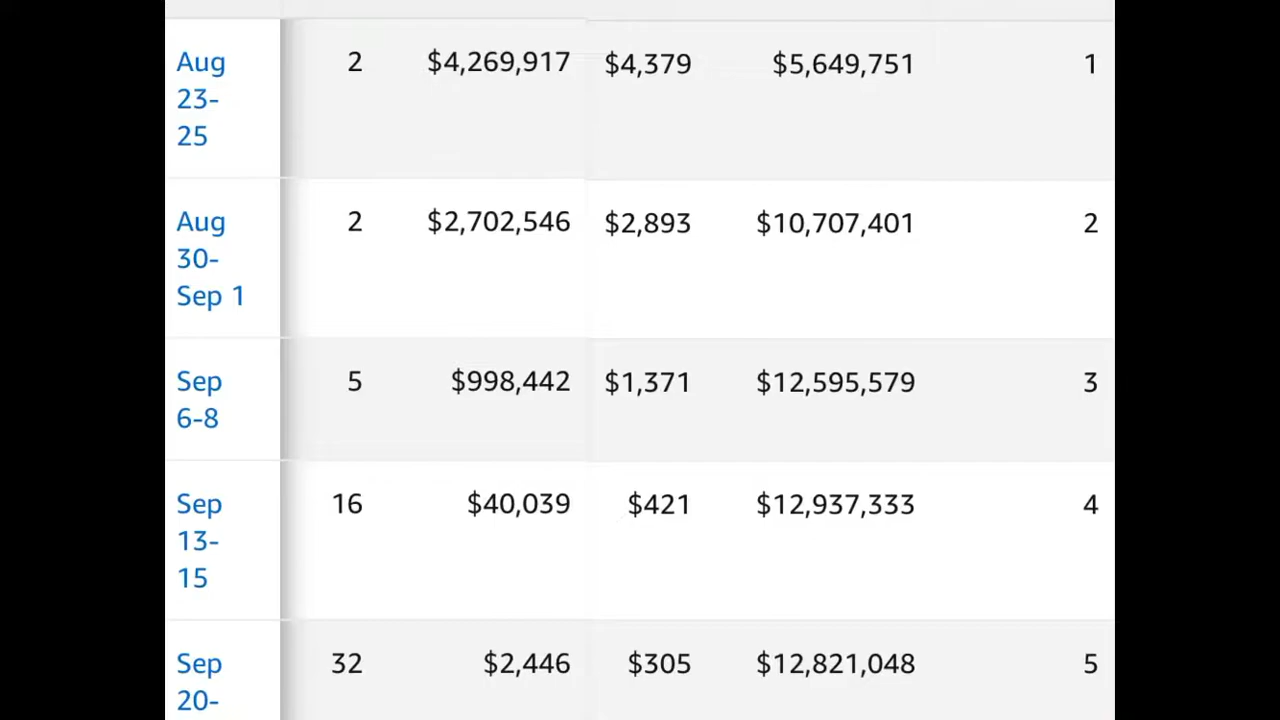 Aug 23-25 2 $4,269,917 $4,379 $5,649,751 1
Aug 30-Sep 1 2 $2,702,546 $2,893 $10,707,401 2
Sep 6-8 5 $998,442 $1,371 $12,595,579 3
Sep 13-15 16 $40,039 $421 $12,937,333 4
Sep 20- 32 $2,446 $305 $12,821,048 5